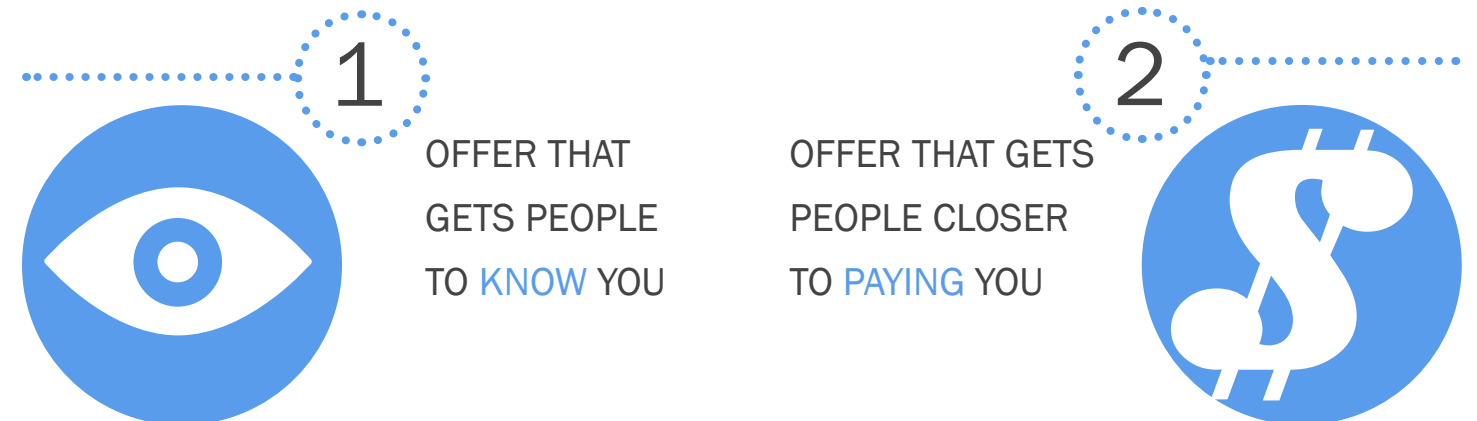 1
OFFER THAT
GETS PEOPLE
TO KNOW YOU
2
OFFER THAT GETS
PEOPLE CLOSER
TO PAYING YOU
$